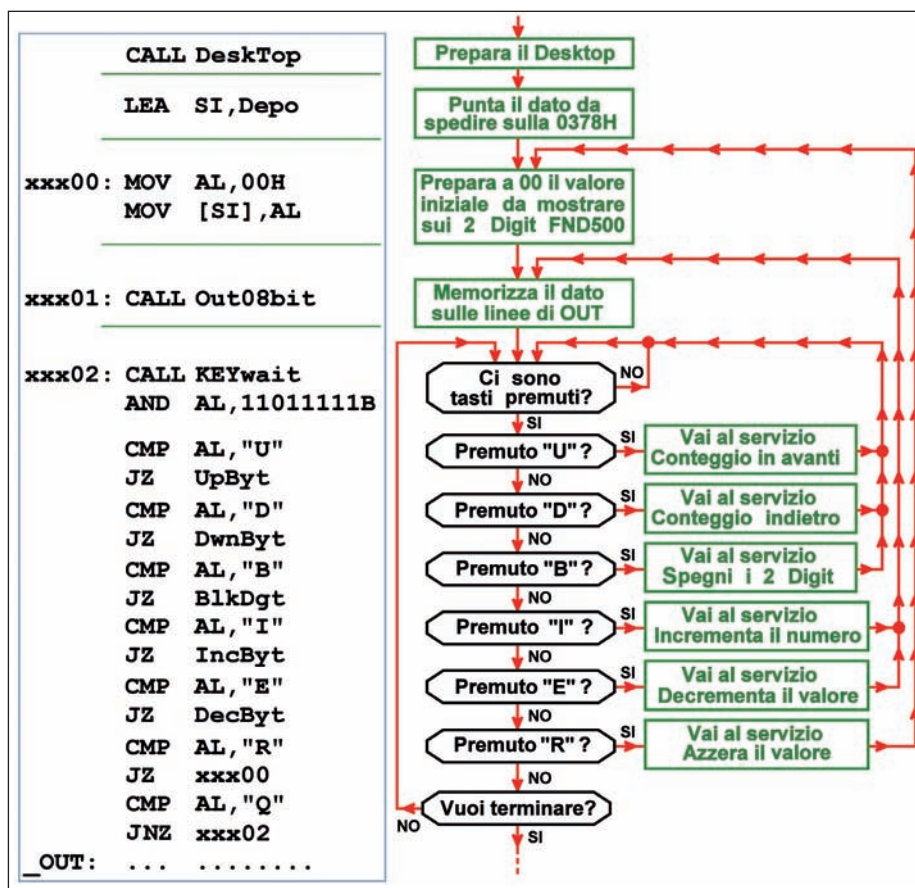 CALL DeskTop
LEA SI,Depo
xxx00: MOV AL,00H
MOV [SI],AL
xxx01: CALL Out08bit
xxx02: CALL KEYwait
AND AL,11011111B
CMP AL,"U"
JZ UpByt
CMP AL,"D"
JZ DwnByt
CMP AL,"B"
JZ BlkDgt
CMP AL,"I"
JZ IncByt
CMP AL,"E"
JZ DecByt
CMP AL,"R"
JZ xxx00
CMP AL,"Q"
JNZ xxx02
_OUT: ... ........
Prepara il Desktop
Punta il dato da
spedire sulla 0378H
Prepara a 00 il valore
iniziale da mostrare
sui 2 Digit FND500
Memorizza il dato
sulle linee di OUT
Ci sono
tasti premuti?
NO
SI
Premuto "U" ?
SI
Vai al servizio
Conteggio in avanti
NO
Premuto "D" ?
SI
Vai al servizio
Conteggio indietro
NO
Premuto "B" ?
SI
Vai al servizio
Spegni i 2 Digit
NO
Premuto "I" ?
SI
Vai al servizio
Incrementa il numero
NO
Premuto "E" ?
SI
Vai al servizio
Decrementa il valore
NO
Premuto "R" ?
SI
Vai al servizio
Azzera il valore
NO
Vuoi terminare?
NO
SI